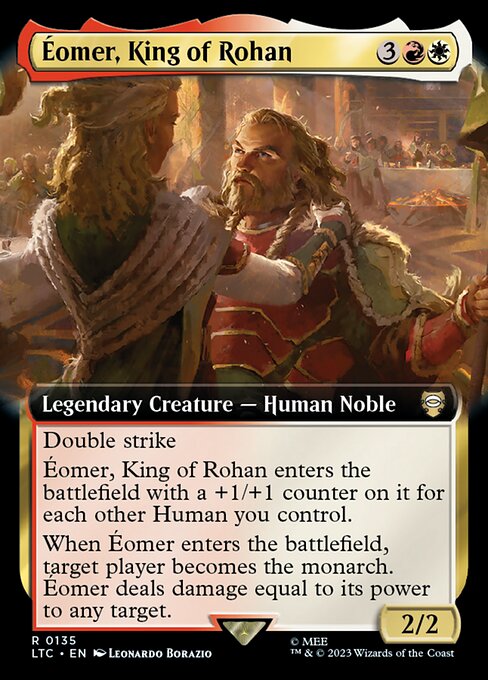 Éomer, King of Rohan 3
Legendary Creature — Human Noble
Double strike
Éomer, King of Rohan enters the
battlefield with a +1/+1 counter on it for
each other Human you control.
When Éomer enters the battlefield,
target player becomes the monarch.
Éomer deals damage equal to its power
to any target.
2/2
R 0135
LTC • EN Leonardo Borazio
© MEE
™ & © 2023 Wizards of the Coast